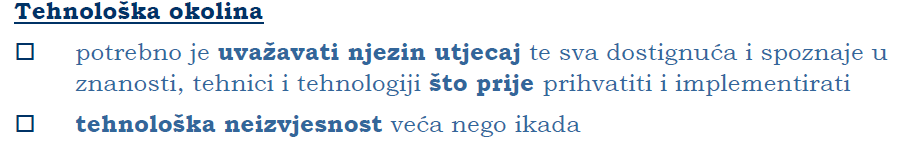 Tehnološka okolina
☐ potrebno je uvažavati njezin utjecaj te sva dostignuća i spoznaje u
znanosti, tehnici i tehnologiji što prije prihvatiti i implementirati
☐ tehnološka neizvjesnost veća nego ikada